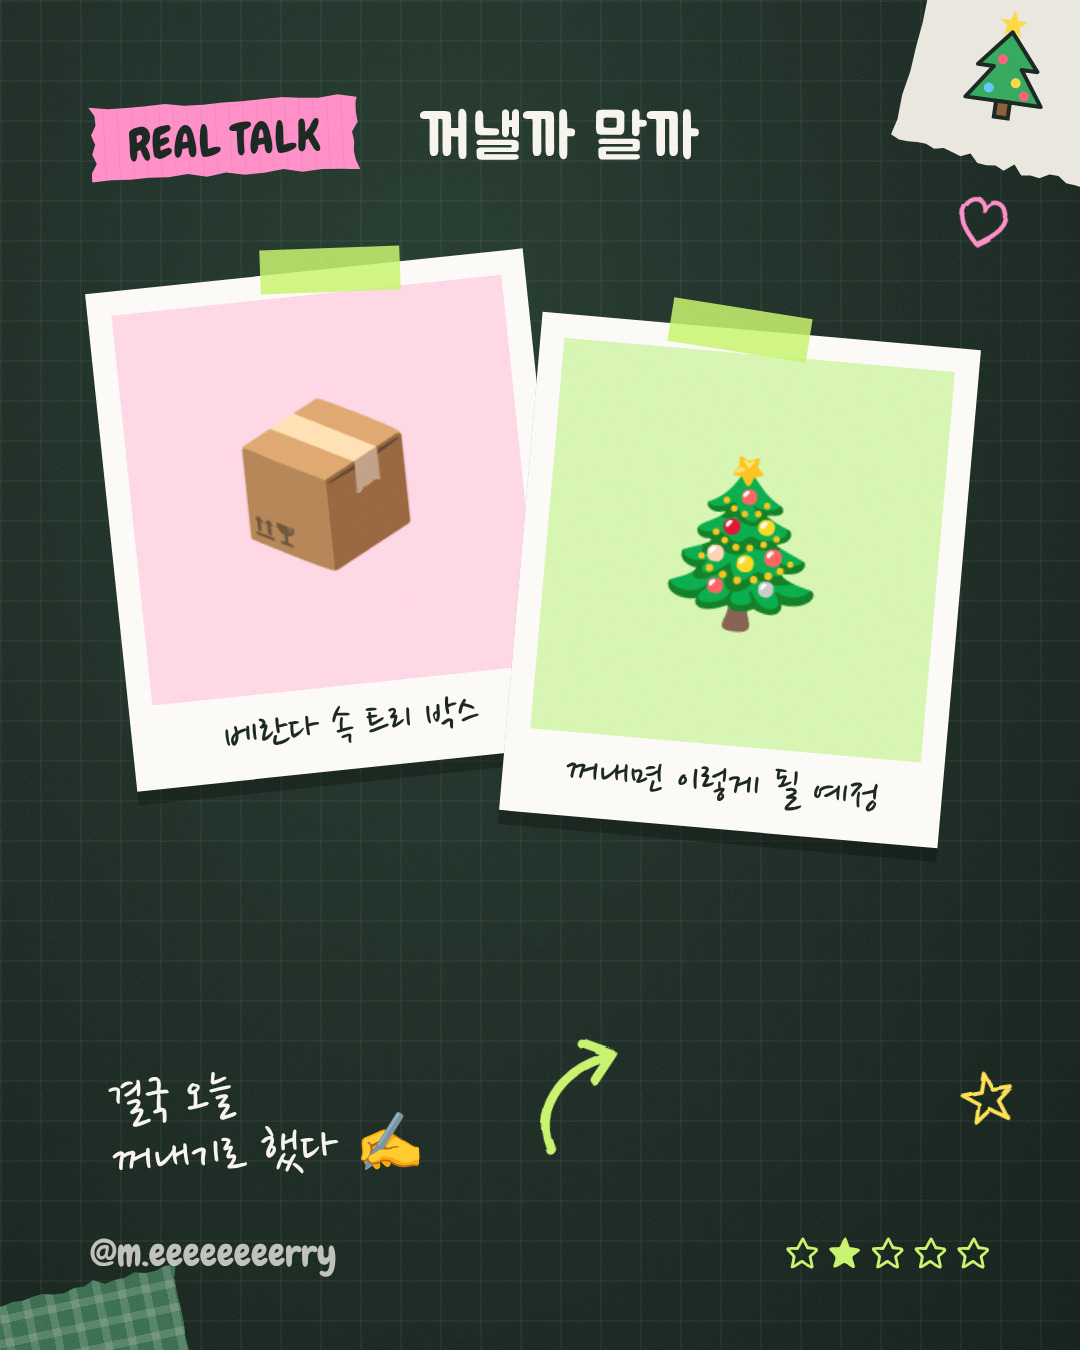 REAL TALK
꺼낼까 말까
베란다 속 트리 박스
꺼내면 이렇게 될 예정
결국 오늘
꺼내기로 했다
@m.eeeeeeeerry